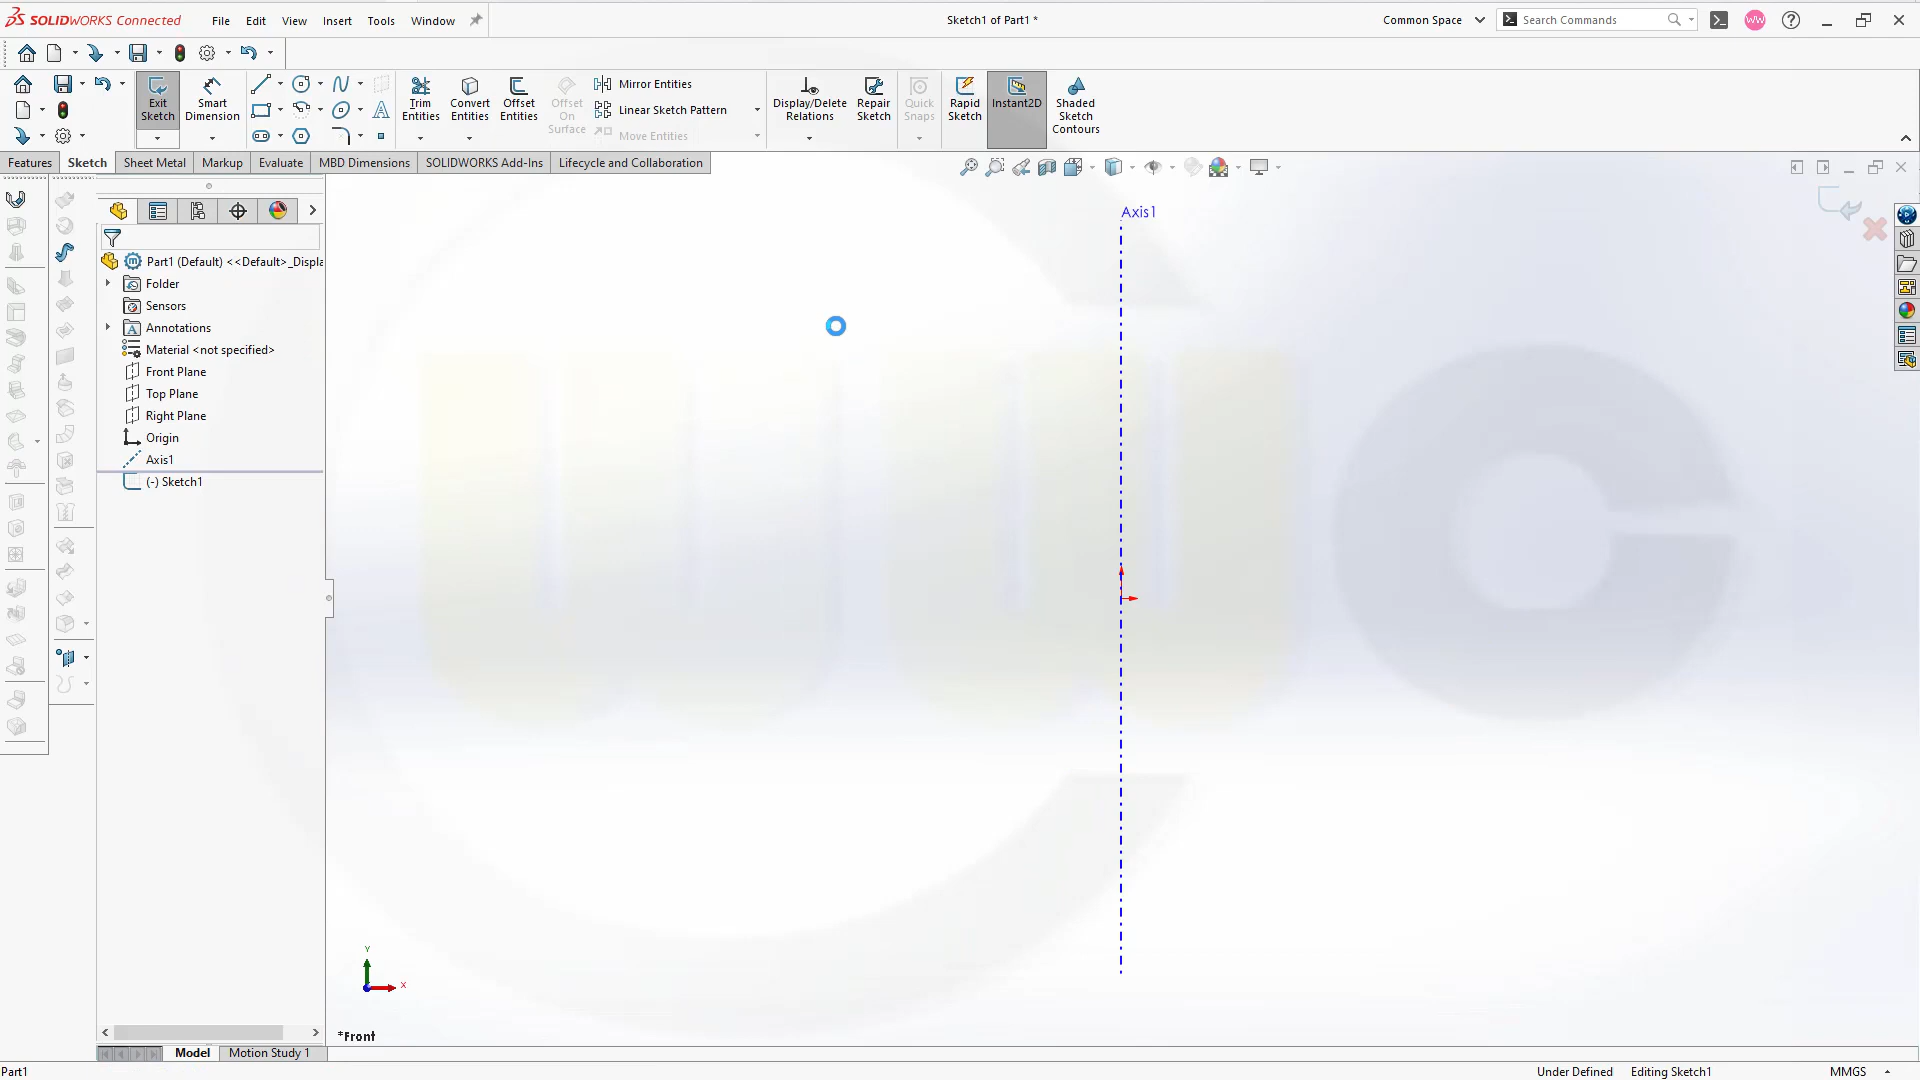 SOLIDWORKS Connected
File Edit View Insert Tools Window
Sketch1 of Part1 *
Common Space
Search Commands
WW
Exit Sketch
Smart Dimension
Trim Entities
Convert Entities
Offset Entities
Offset On Surface
Mirror Entities
Linear Sketch Pattern
Move Entities
Display/Delete Relations
Repair Sketch
Quick Snaps
Rapid Sketch
Instant2D
Shaded Sketch Contours
Features Sketch Sheet Metal Markup Evaluate MBD Dimensions SOLIDWORKS Add-Ins Lifecycle and Collaboration
Part1 (Default) <<Default>_Displa
Folder
Sensors
Annotations
Material <not specified>
Front Plane
Top Plane
Right Plane
Origin
Axis1
(-) Sketch1
Axis1
Y
X
*Front
Model Motion Study 1
Part1
Under Defined
Editing Sketch1
MMGS